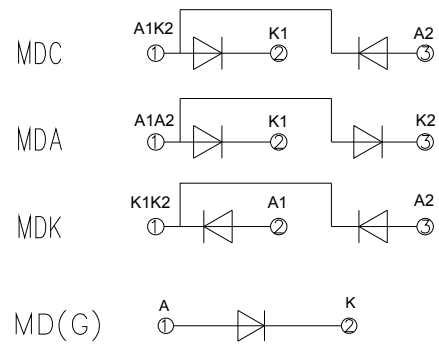 A1K2 K1 A2
MDC 1 2 3
A1A2 K1 K2
MDA 1 2 3
K1K2 A1 A2
MDK 1 2 3
A K
MD(G) 1 2